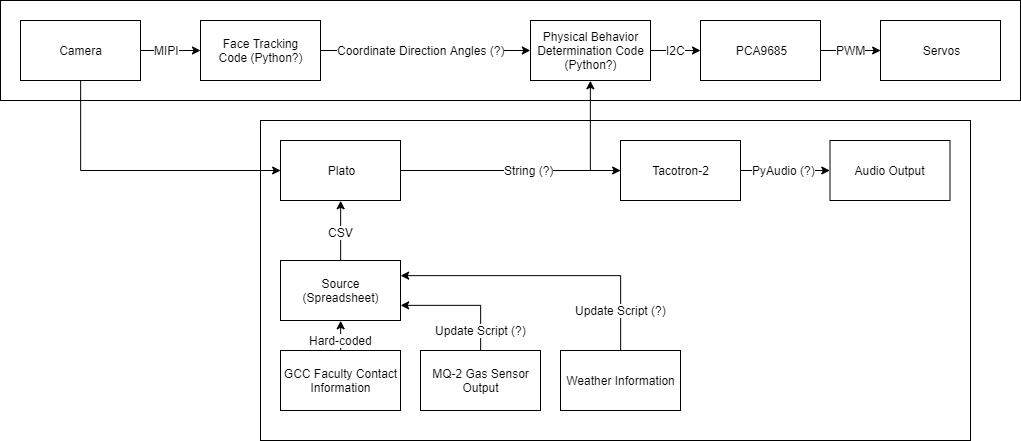 Camera
MIPI
Face Tracking
Code (Python?)
Coordinate Direction Angles (?)
Physical Behavior
Determination Code
(Python?)
I2C
PCA9685
PWM
Servos
Plato
String (?)
Tacotron-2
PyAudio (?)
Audio Output
CSV
Source
(Spreadsheet)
Update Script (?)
Update Script (?)
Hard-coded
GCC Faculty Contact
Information
MQ-2 Gas Sensor
Output
Weather Information